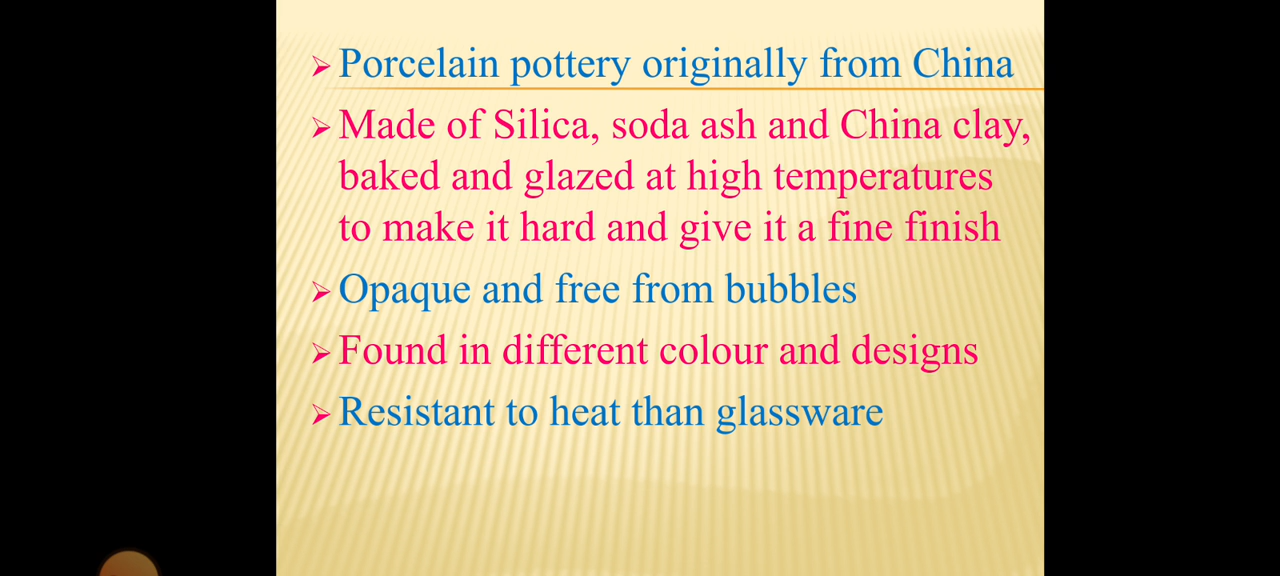 ➢ Porcelain pottery originally from China
➢ Made of Silica, soda ash and China clay,
baked and glazed at high temperatures
to make it hard and give it a fine finish
➢ Opaque and free from bubbles
➢ Found in different colour and designs
➢ Resistant to heat than glassware